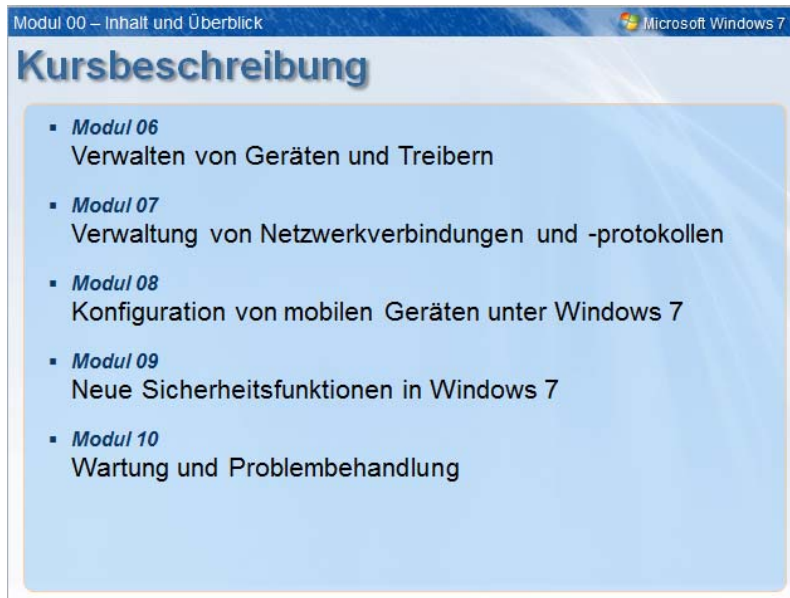 Modul 00 – Inhalt und Überblick
Microsoft Windows 7
Kursbeschreibung
▪ Modul 06
Verwalten von Geräten und Treibern
▪ Modul 07
Verwaltung von Netzwerkverbindungen und -protokollen
▪ Modul 08
Konfiguration von mobilen Geräten unter Windows 7
▪ Modul 09
Neue Sicherheitsfunktionen in Windows 7
▪ Modul 10
Wartung und Problembehandlung